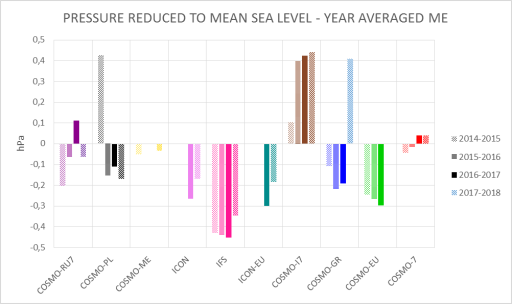 PRESSURE REDUCED TO MEAN SEA LEVEL - YEAR AVERAGED ME
0,5
0,4
0,3
0,2
0,1
0
-0,1
-0,2
-0,3
-0,4
-0,5
hPa
COSMO-RU7
COSMO-PL
COSMO-ME
ICON
IFS
ICON-EU
COSMO-I7
COSMO-GR
COSMO-EU
COSMO-7
2014-2015
2015-2016
2016-2017
2017-2018